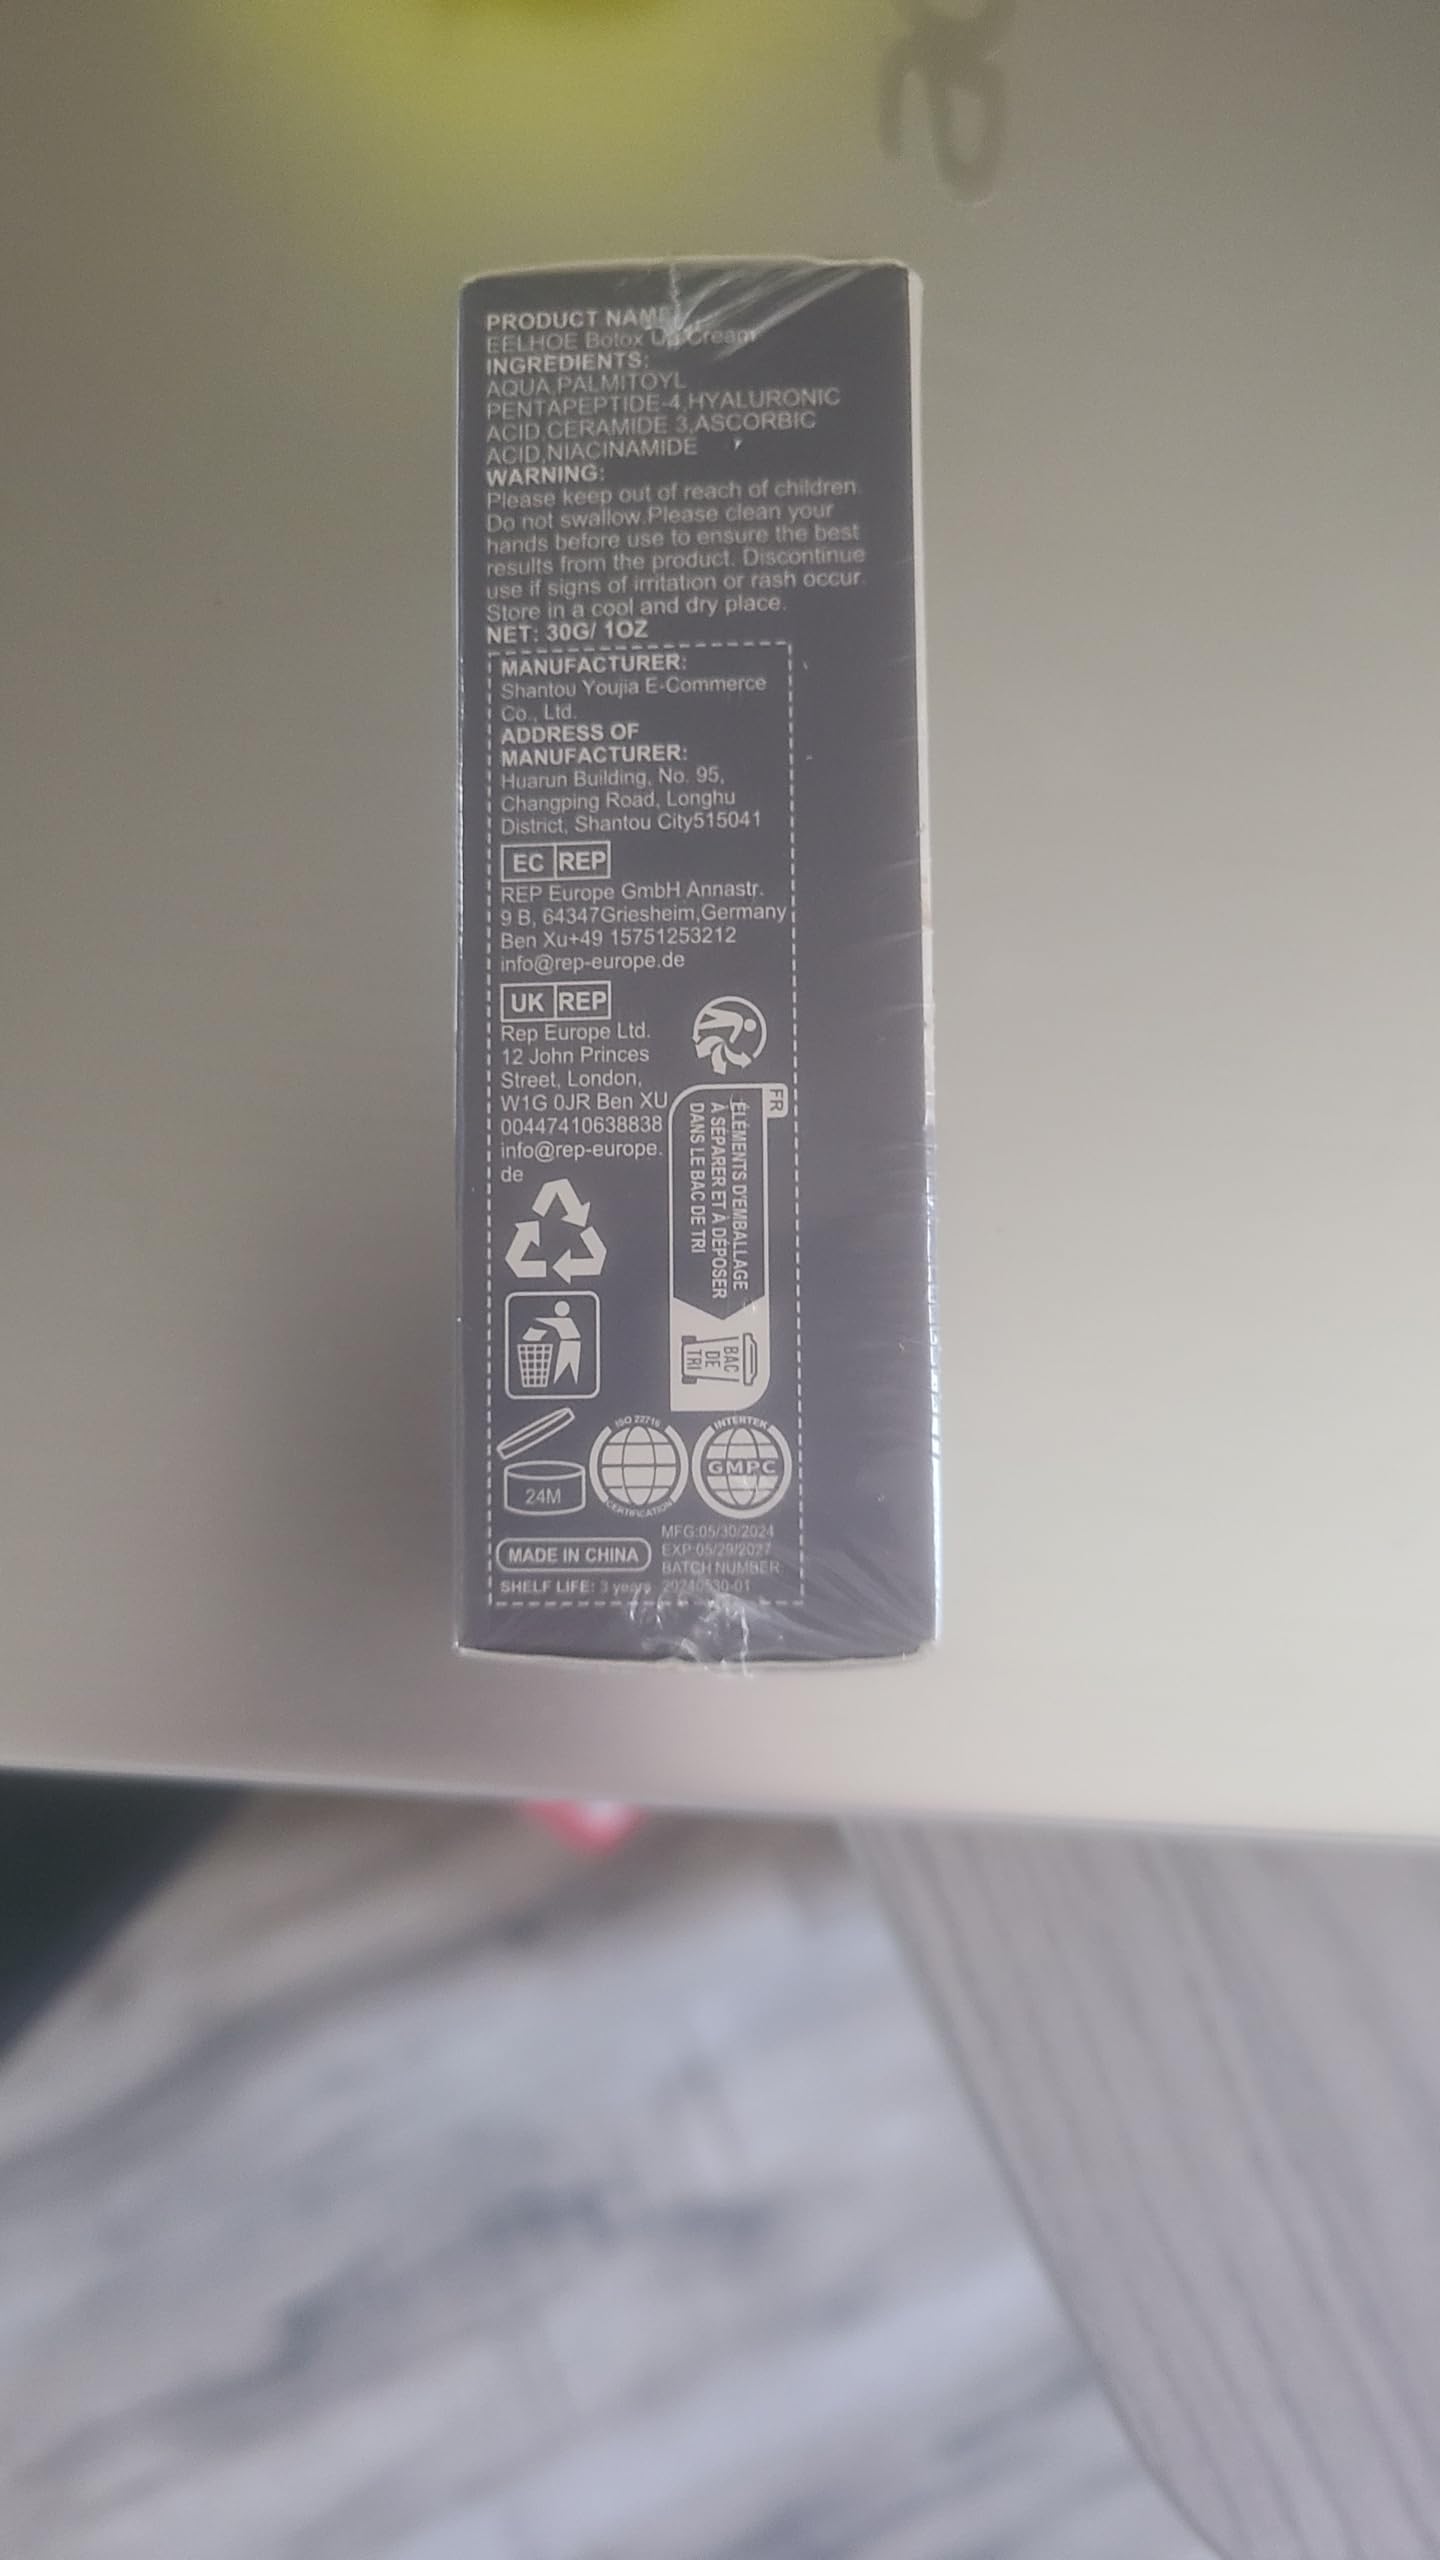 PRODUCT NAME
EELHOE Botox Up Cream
INGREDIENTS:
AQUA,PALMITOYL
PENTAPEPTIDE-4,HYALURONIC
ACID,CERAMIDE 3,ASCORBIC
ACID,NIACINAMIDE
WARNING:
Please keep out of reach of children.
Do not swallow.Please clean your
hands before use to ensure the best
results from the product. Discontinue
use if signs of irritation or rash occur.
Store in a cool and dry place.
NET: 30G/ 1OZ
MANUFACTURER:
Shantou Youjia E-Commerce
Co., Ltd.
ADDRESS OF
MANUFACTURER:
Huarun Building, No. 95,
Changping Road, Longhu
District, Shantou City515041
EC REP
REP Europe GmbH Annastr.
9 B, 64347Griesheim,Germany
Ben Xu+49 15751253212
info@rep-europe.de
UK REP
Rep Europe Ltd.
12 John Princes
Street, London,
W1G 0JR Ben XU
00447410638838
info@rep-europe.
de
FR
ÉLÉMENTS D'EMBALLAGE
À SÉPARER ET À DÉPOSER
DANS LE BAC DE TRI
BAC
DE
TRI
24M
ISO 22716
CERTIFICATION
INTERTEK
GMPC
MADE IN CHINA
SHELF LIFE: 3 years
MFG:05/30/2024
EXP:05/29/2027
BATCH NUMBER
20240530-01